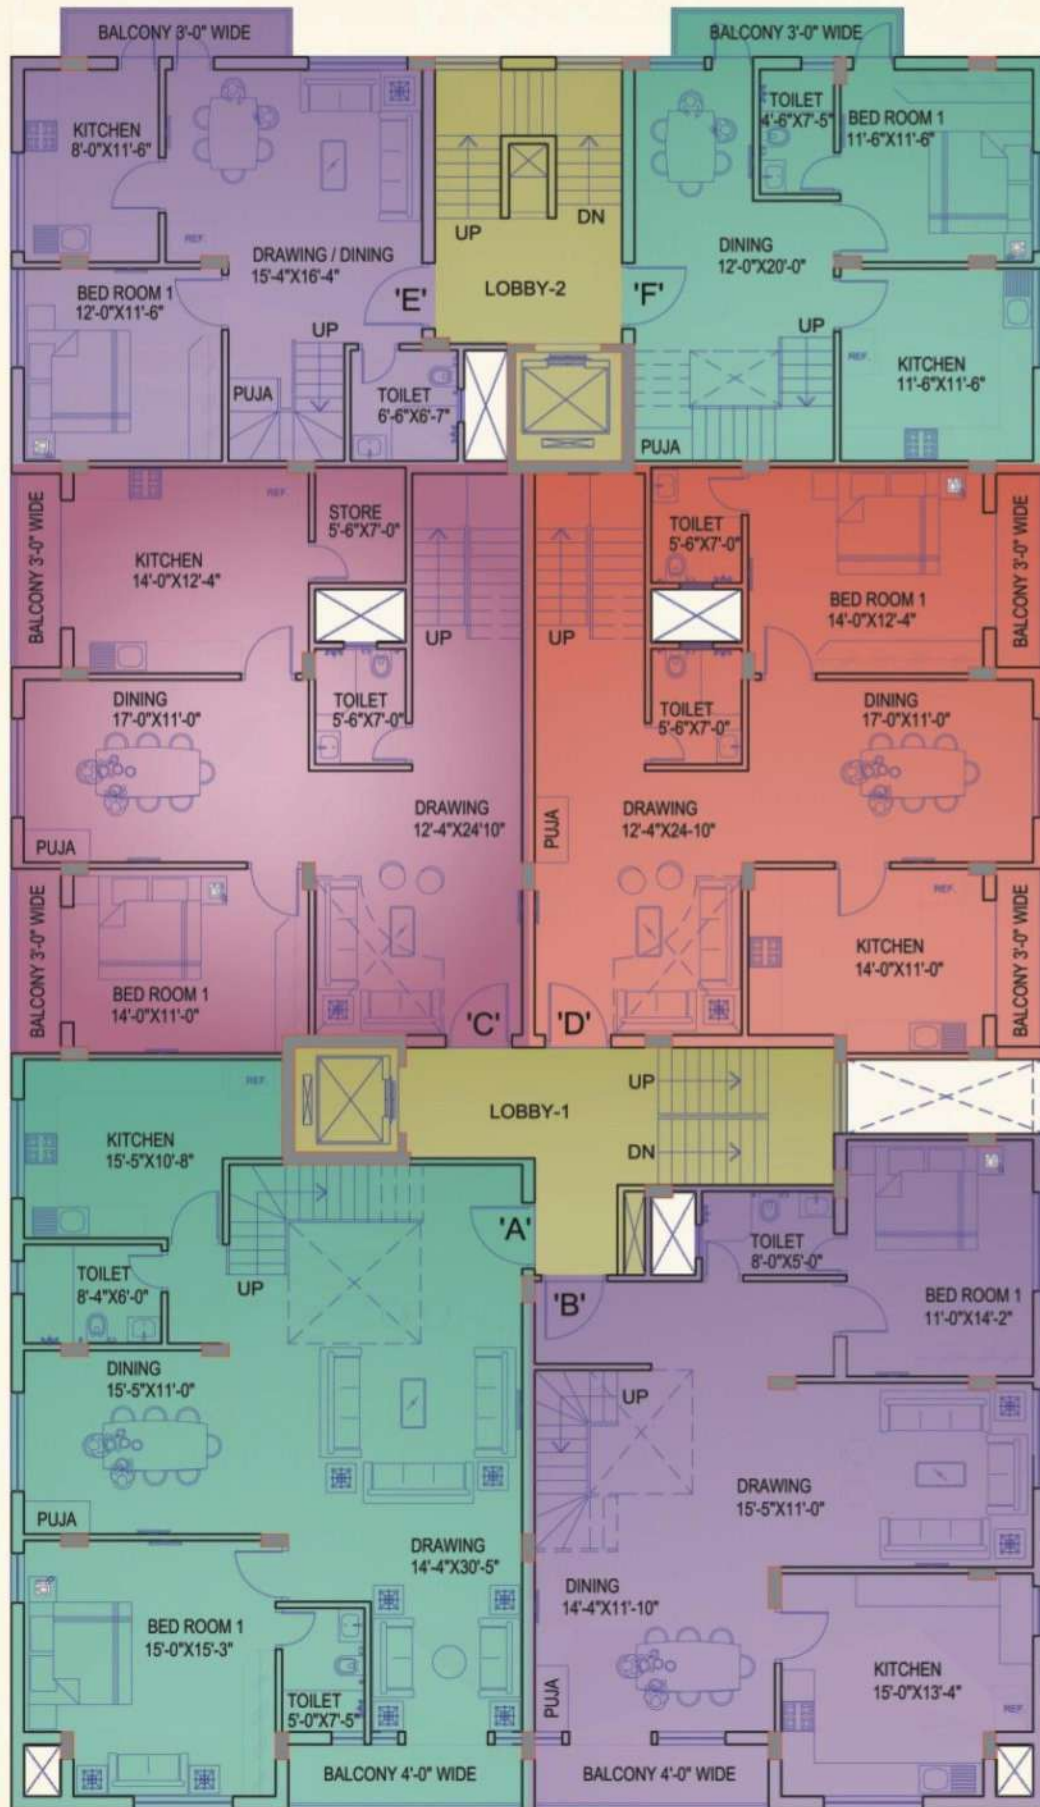 BALCONY 3'-0" WIDE
BALCONY 3'-0" WIDE
KITCHEN
8'-0"X11'-6"
TOILET
4'-6"X7'-5"
BED ROOM 1
11'-6"X11'-6"
UP
DN
REF.
DRAWING / DINING
15'-4"X16'-4"
DINING
12'-0"X20'-0"
BED ROOM 1
12'-0"X11'-6"
'E'
LOBBY-2
'F'
UP
UP
REF.
KITCHEN
11'-6"X11'-6"
PUJA
TOILET
6'-6"X6'-7"
PUJA
BALCONY 3'-0" WIDE
REF.
STORE
5'-6"X7'-0"
KITCHEN
14'-0"X12'-4"
UP
UP
TOILET
5'-6"X7'-0"
BED ROOM 1
14'-0"X12'-4"
BALCONY 3'-0" WIDE
DINING
17'-0"X11'-0"
TOILET
5'-6"X7'-0"
TOILET
5'-6"X7'-0"
DINING
17'-0"X11'-0"
DRAWING
12'-4"X24'10"
PUJA
DRAWING
12'-4"X24-10"
PUJA
BALCONY 3'-0" WIDE
BED ROOM 1
14'-0"X11'-0"
'C'
'D'
REF.
KITCHEN
14'-0"X11'-0"
BALCONY 3'-0" WIDE
REF.
KITCHEN
15'-5"X10'-8"
LOBBY-1
UP
DN
'A'
TOILET
8'-4"X6'-0"
UP
TOILET
8'-0"X5'-0"
'B'
BED ROOM 1
11'-0"X14'-2"
DINING
15'-5"X11'-0"
UP
PUJA
DRAWING
15'-5"X11'-0"
DRAWING
14'-4"X30'-5"
DINING
14'-4"X11'-10"
BED ROOM 1
15'-0"X15'-3"
KITCHEN
15'-0"X13'-4"
TOILET
5'-0"X7'-5"
PUJA
REF.
BALCONY 4'-0" WIDE
BALCONY 4'-0" WIDE